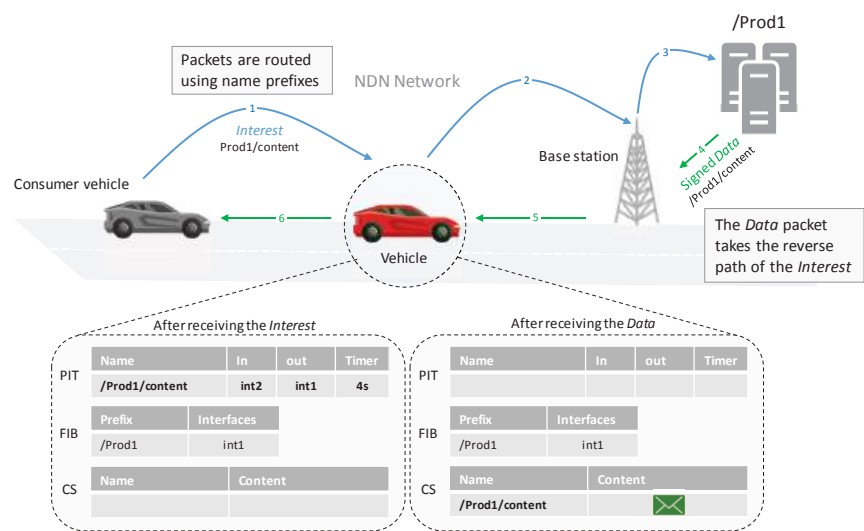 /Prod1
Packets are routed
using name prefixes
NDN Network
1
2
3
Interest
Prod1/content
Base station
4
Signed Data
/Prod1/content
Consumer vehicle
6
5
Vehicle
The Data packet
takes the reverse
path of the Interest
After receiving the Interest
PIT
Name In out Timer
/Prod1/content int2 int1 4s
FIB
Prefix Interfaces
/Prod1 int1
CS
Name Content
After receiving the Data
PIT
Name In out Timer
FIB
Prefix Interfaces
/Prod1 int1
CS
Name Content
/Prod1/content